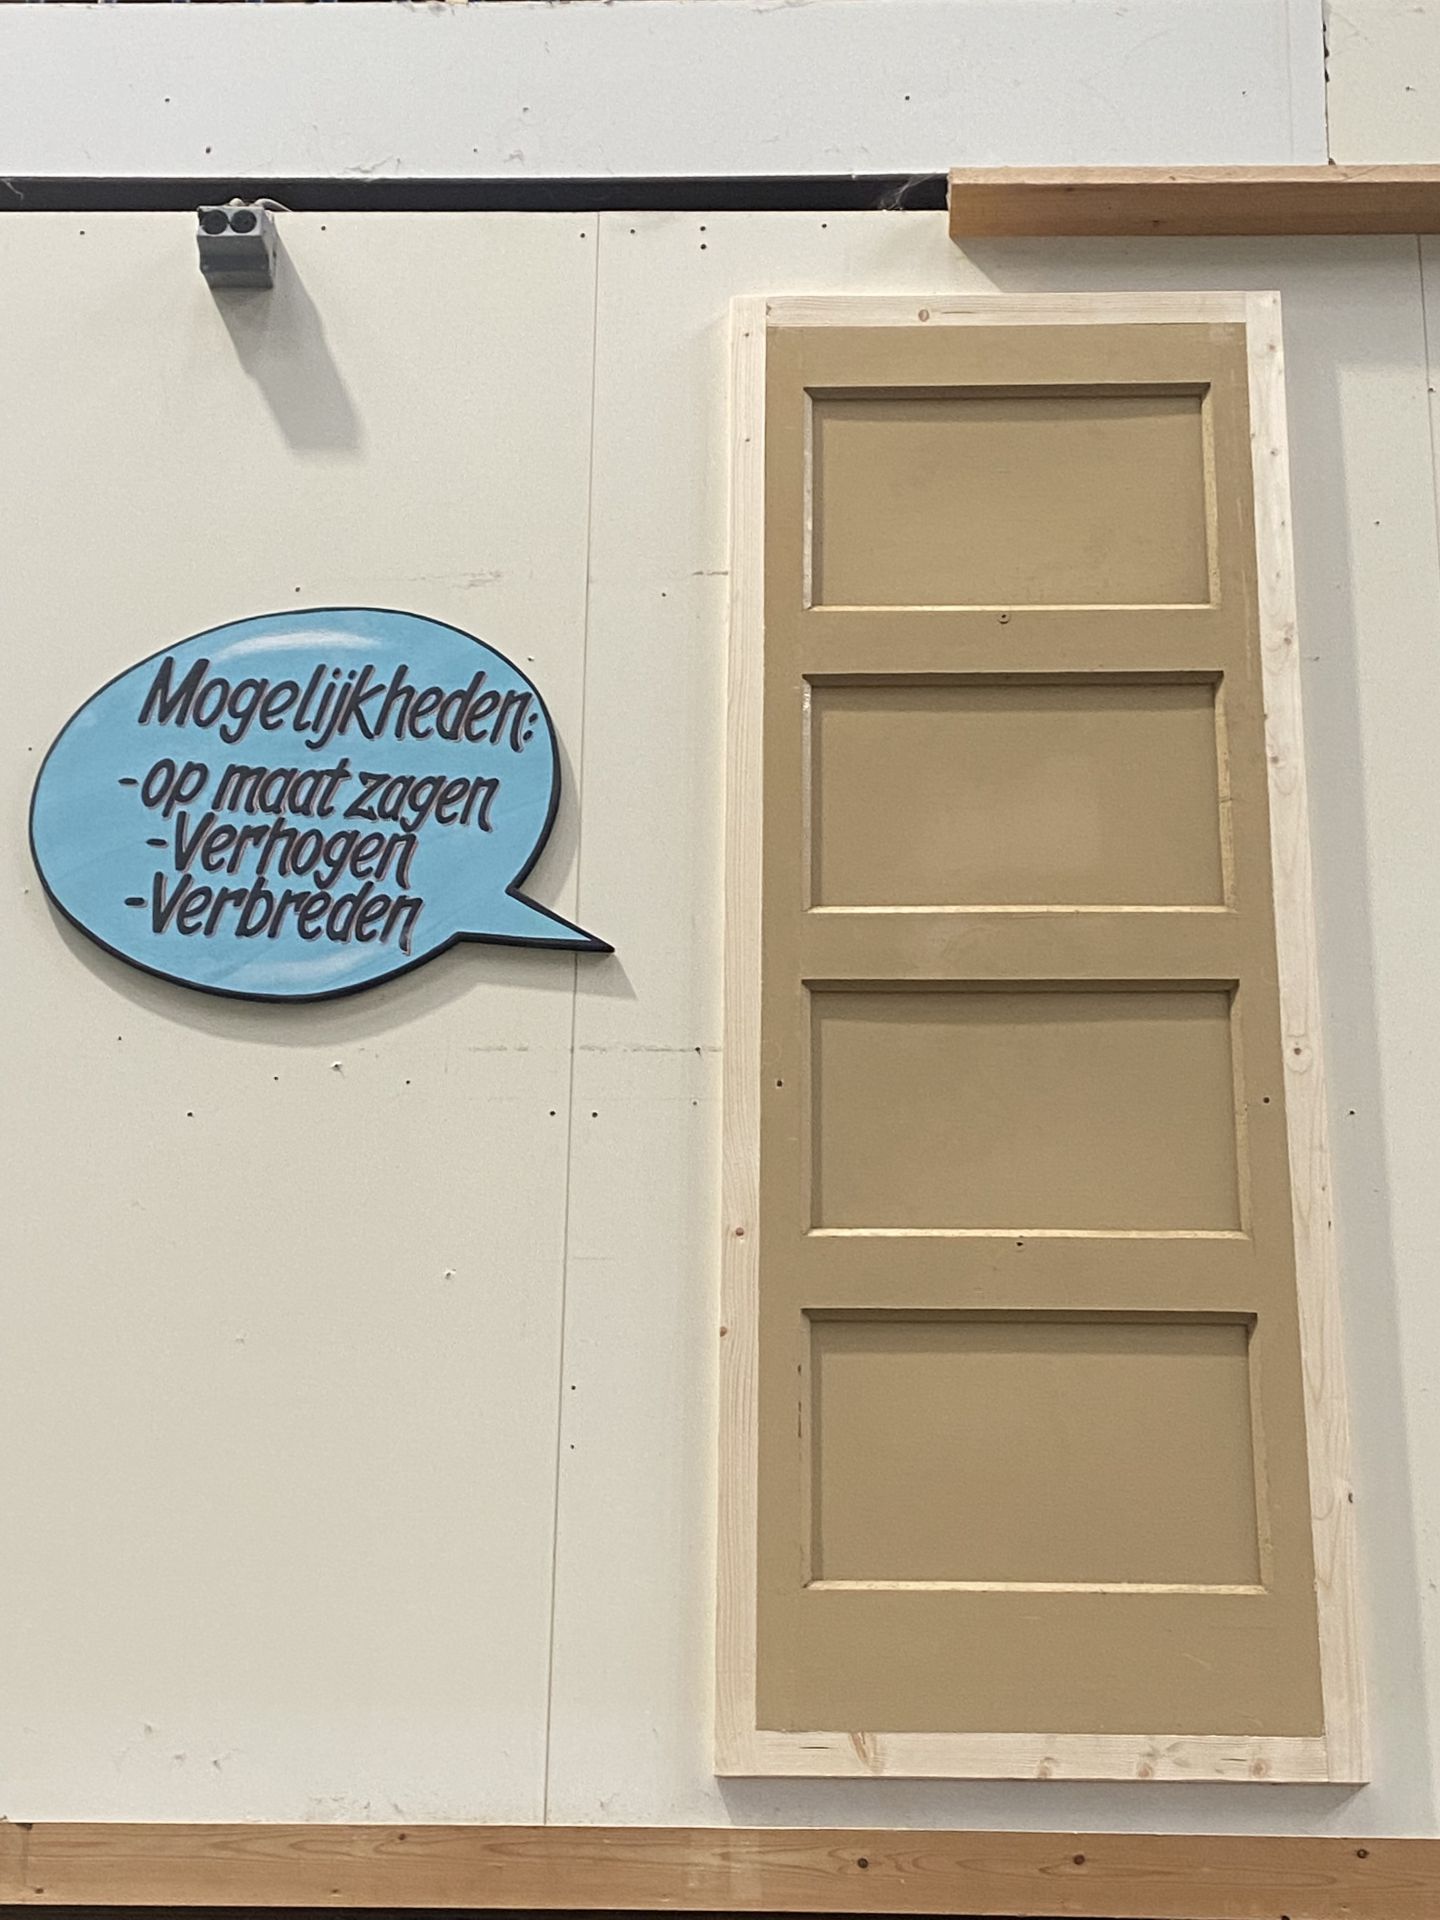 Mogelijkheden:
-op maat zagen
-Verhogen
-Verbreden